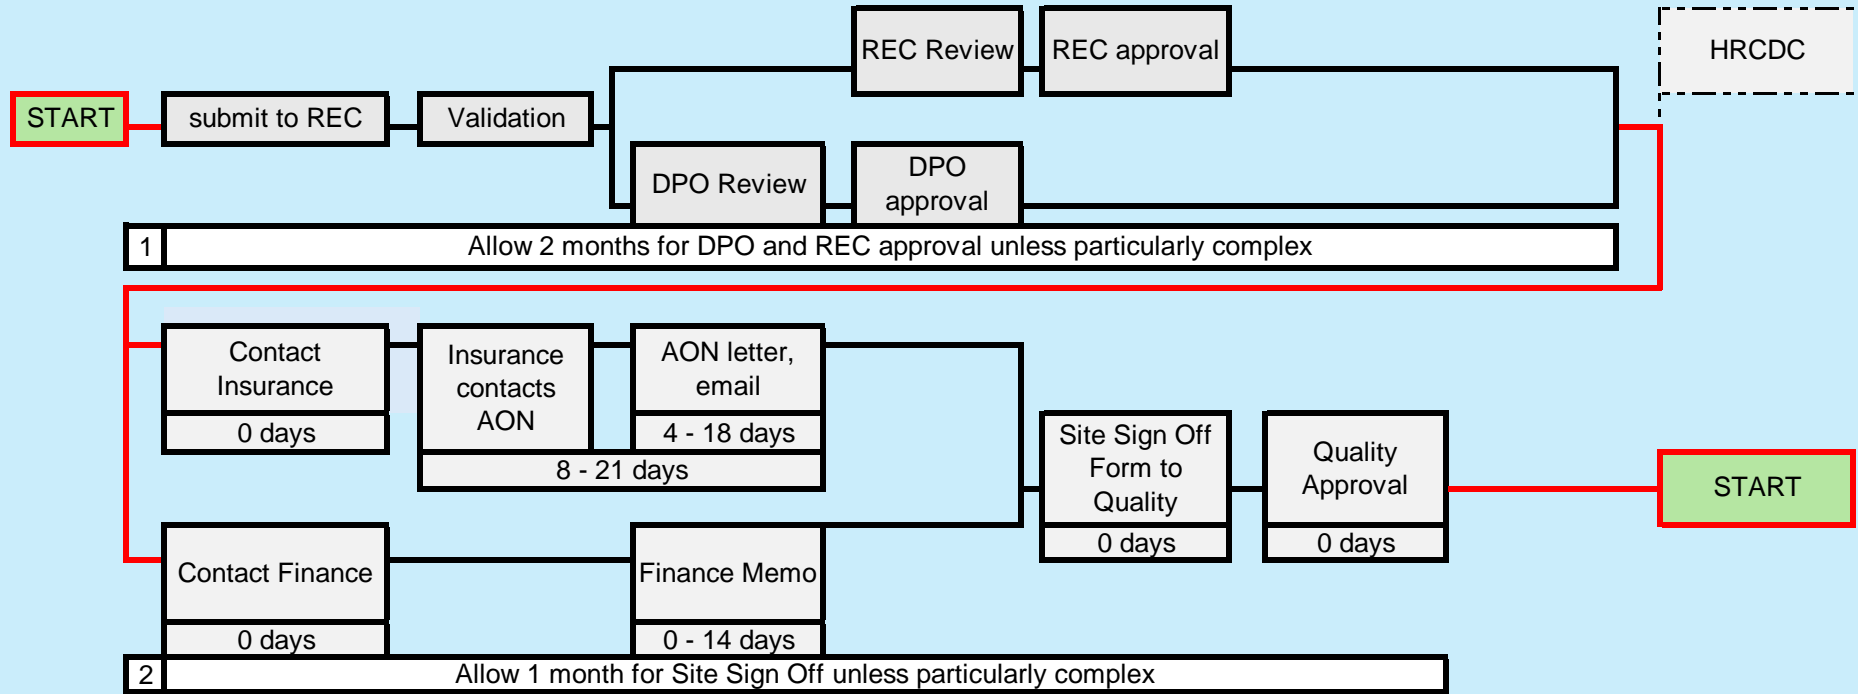 REC Review
REC approval
HRCDC
START
submit to REC
Validation
DPO Review
DPO
approval
1
Allow 2 months for DPO and REC approval unless particularly complex
Contact
Insurance
0 days
Insurance
contacts
AON
AON letter,
email
4 - 18 days
8 - 21 days
Site Sign Off
Form to
Quality
0 days
Quality
Approval
0 days
START
Contact Finance
0 days
Finance Memo
0 - 14 days
2
Allow 1 month for Site Sign Off unless particularly complex